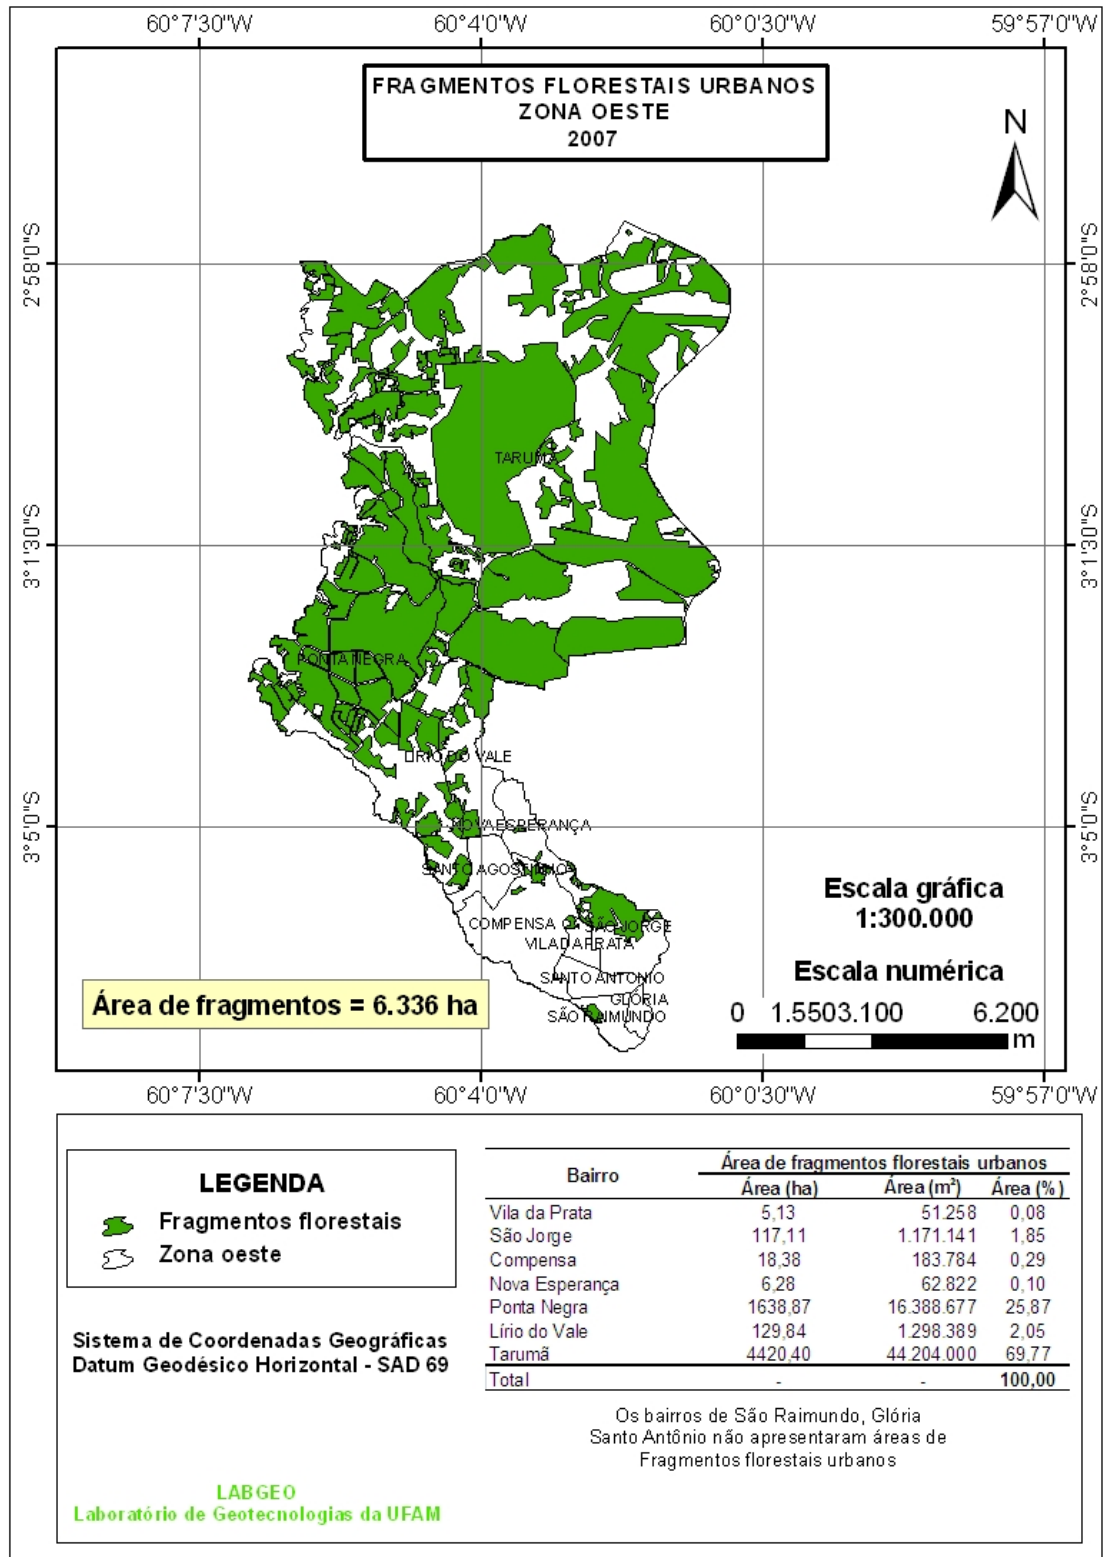 60°7'30"W 60°4'0"W 60°0'30"W 59°57'0"W
FRAGMENTOS FLORESTAIS URBANOS
ZONA OESTE
2007
N
2°58'0"S 2°58'0"S
TARUMÃ
3°1'30"S 3°1'30"S
PONTA NEGRA
LÍRIO DO VALE
3°5'0"S 3°5'0"S
NOVA ESPERANÇA
SANTO AGOSTINHO
COMPENSA
SÃO JORGE
VILA DA PRATA
SANTO ANTONIO
GLÓRIA
SÃO RAIMUNDO
Escala gráfica
1:300.000
Escala numérica
0 1.5503.100 6.200
m
Área de fragmentos = 6.336 ha
60°7'30"W 60°4'0"W 60°0'30"W 59°57'0"W
LEGENDA
Fragmentos florestais
Zona oeste
Sistema de Coordenadas Geográficas
Datum Geodésico Horizontal - SAD 69
LABGEO
Laboratório de Geotecnologias da UFAM
Bairro Área de fragmentos florestais urbanos
Área (ha) Área (m²) Área (%)
Vila da Prata 5,13 51.258 0,08
São Jorge 117,11 1.171.141 1,85
Compensa 18,38 183.784 0,29
Nova Esperança 6,28 62.822 0,10
Ponta Negra 1638,87 16.388.677 25,87
Lírio do Vale 129,84 1.298.389 2,05
Tarumã 4420,40 44.204.000 69,77
Total - - 100,00
Os bairros de São Raimundo, Glória
Santo Antônio não apresentaram áreas de
Fragmentos florestais urbanos